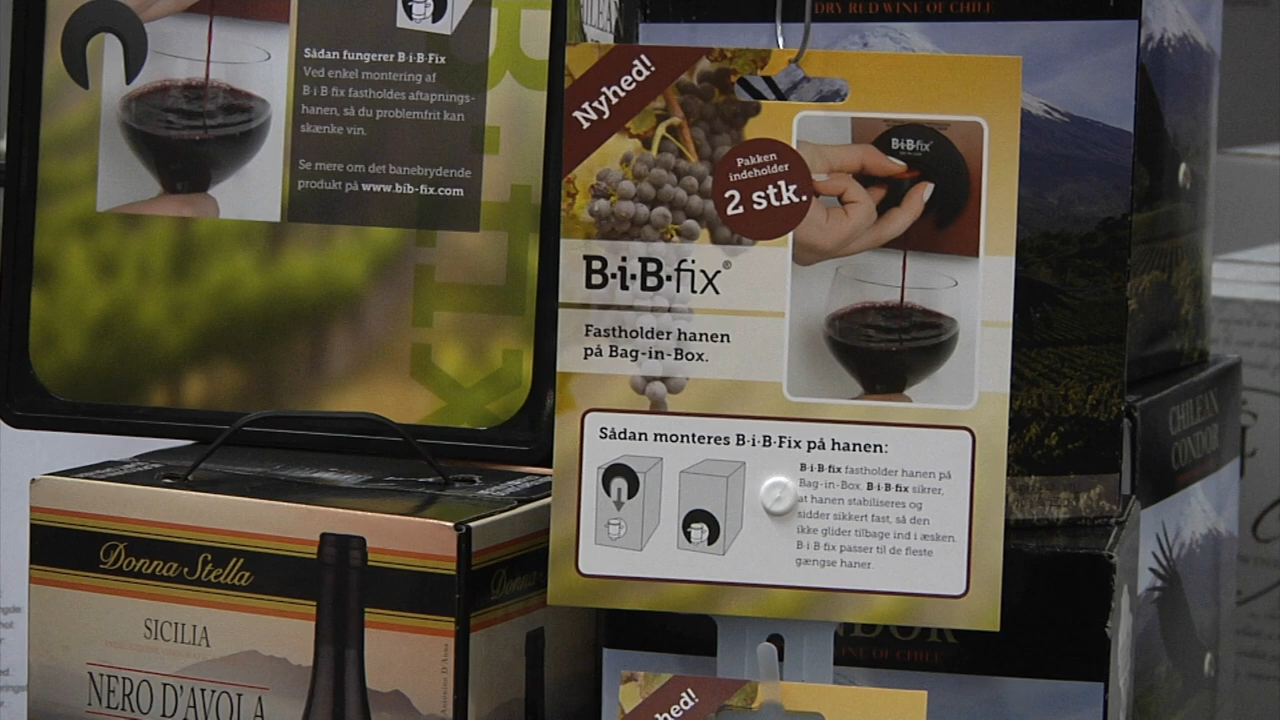 DRY RED WINE OF CHILE
Sådan fungerer B·i·B·Fix
Ved enkel montering af
B·i·B fix fastholdes aftapnings-
hanen, så du problemfrit kan
skænke vin.
Se mere om det banebrydende
produkt på www.bib-fix.com
Nyhed!
Pakken
indeholder
2 stk.
B·i·B·fix
B·i·B·fix®
Fastholder hanen
på Bag-in-Box.
Sådan monteres B·i·B·Fix på hanen:
B·i·B·fix fastholder hanen på
Bag-in-Box. B·i·B·fix sikrer,
at hanen stabiliseres og
sidder sikkert fast, så den
ikke glider tilbage ind i æsken.
B·i·B·fix passer til de fleste
gængse haner.
CHILEAN
CONDOR
Donna Stella
Donna
SICILIA
NERO D'AVOLA
WINE OF CHILE
hed!